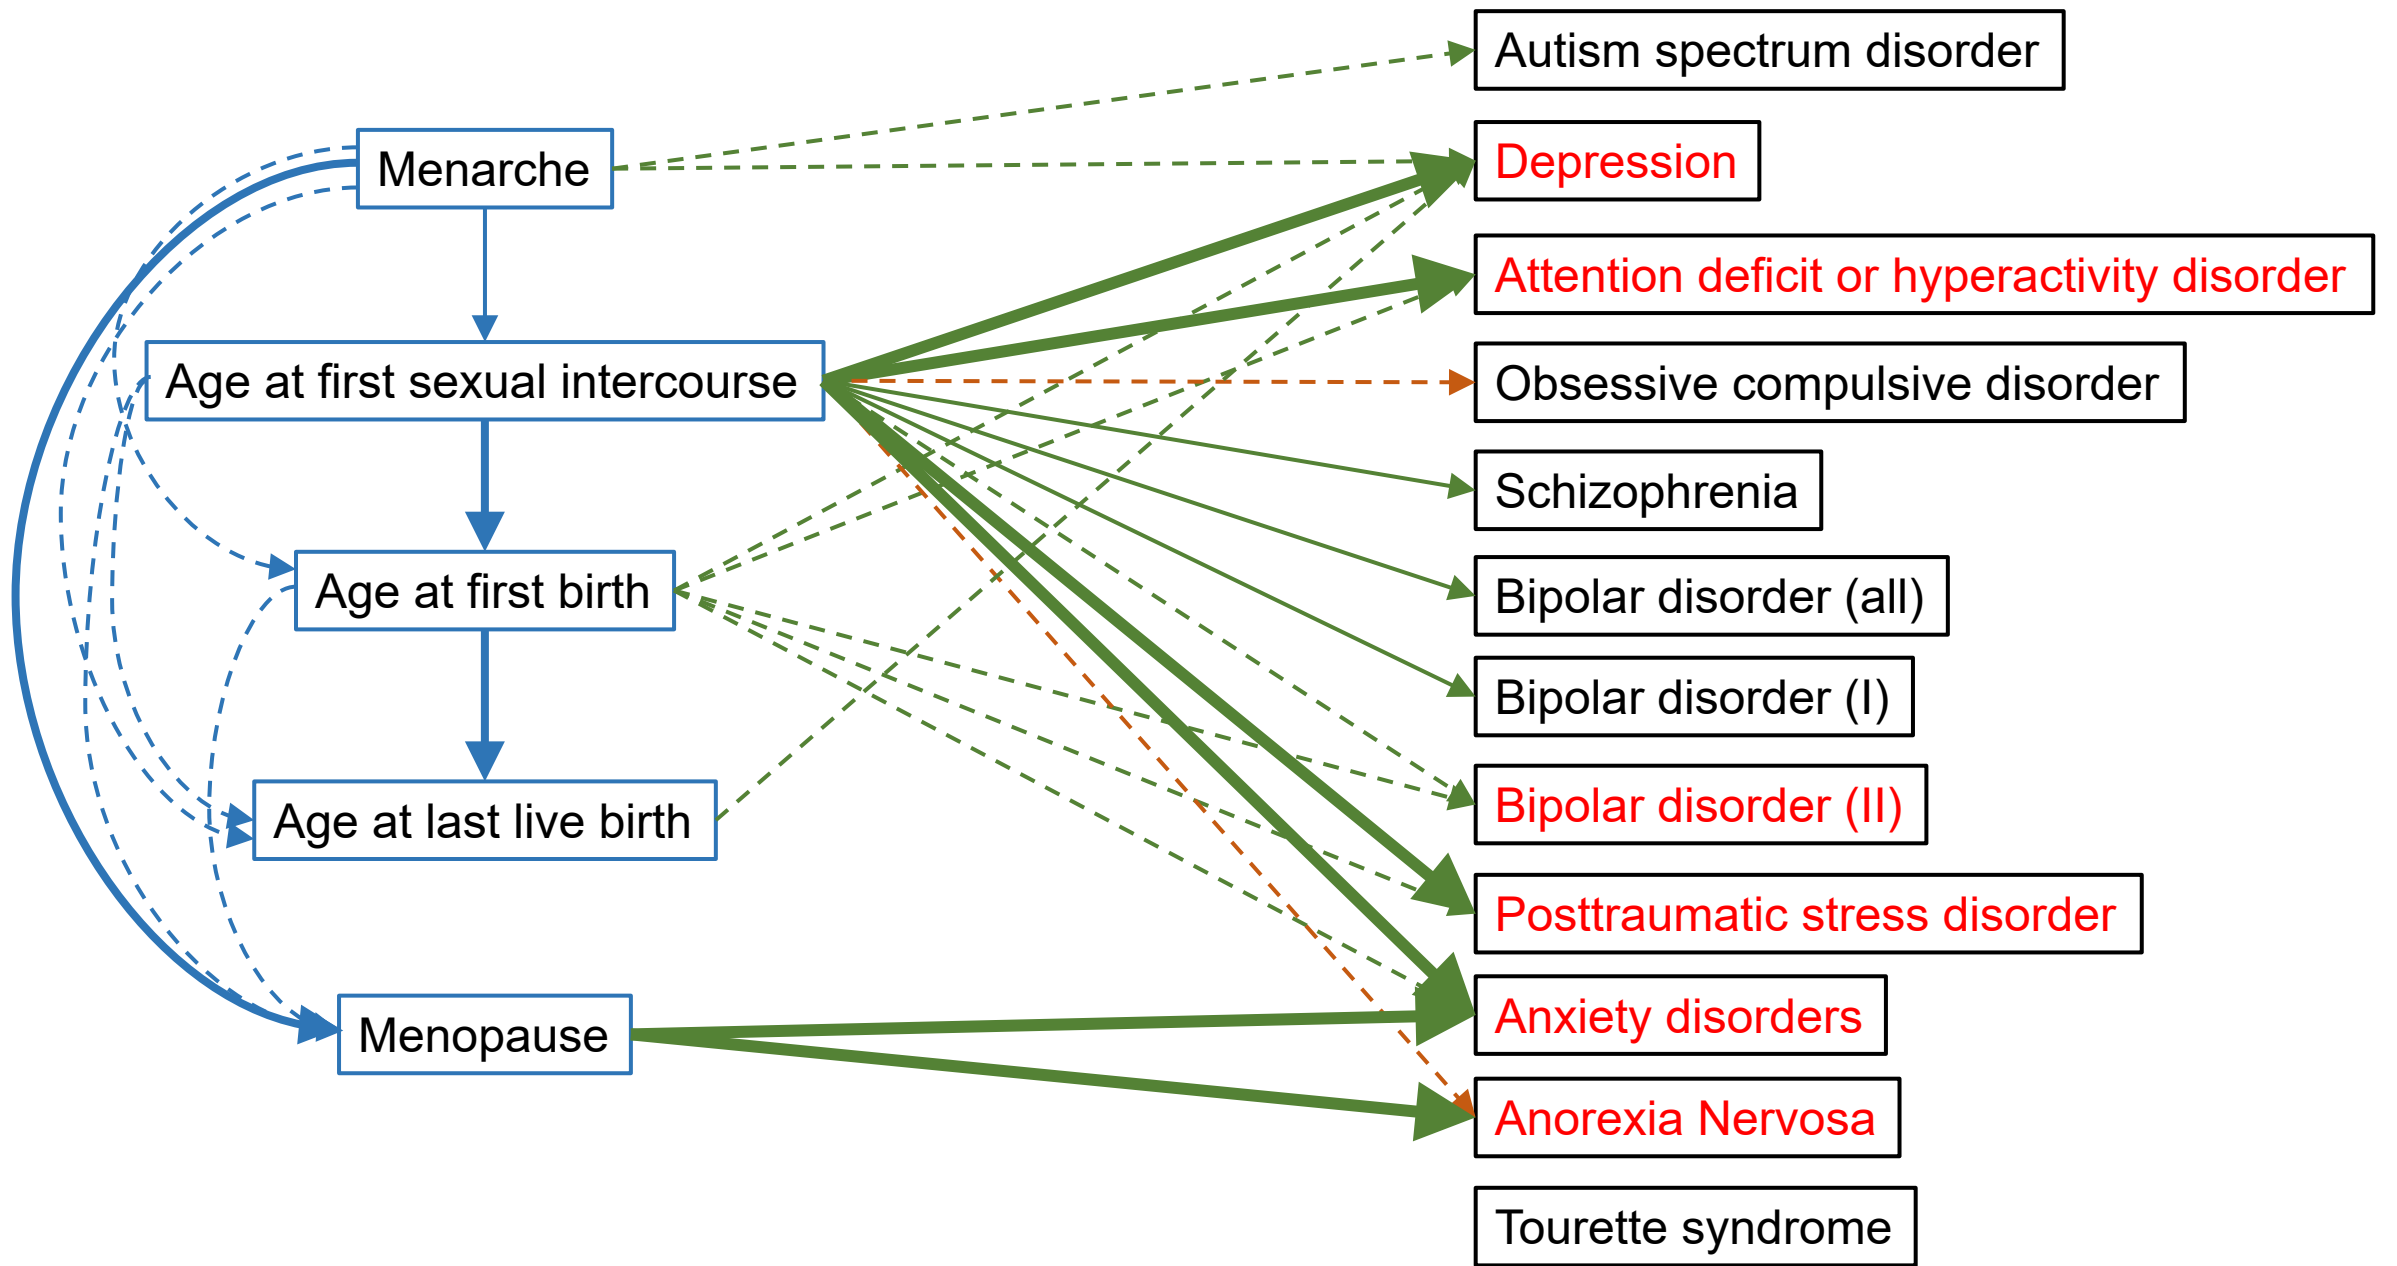 Menarche
Age at first sexual intercourse
Age at first birth
Age at last live birth
Menopause
Autism spectrum disorder
Depression
Attention deficit or hyperactivity disorder
Obsessive compulsive disorder
Schizophrenia
Bipolar disorder (all)
Bipolar disorder (I)
Bipolar disorder (II)
Posttraumatic stress disorder
Anxiety disorders
Anorexia Nervosa
Tourette syndrome